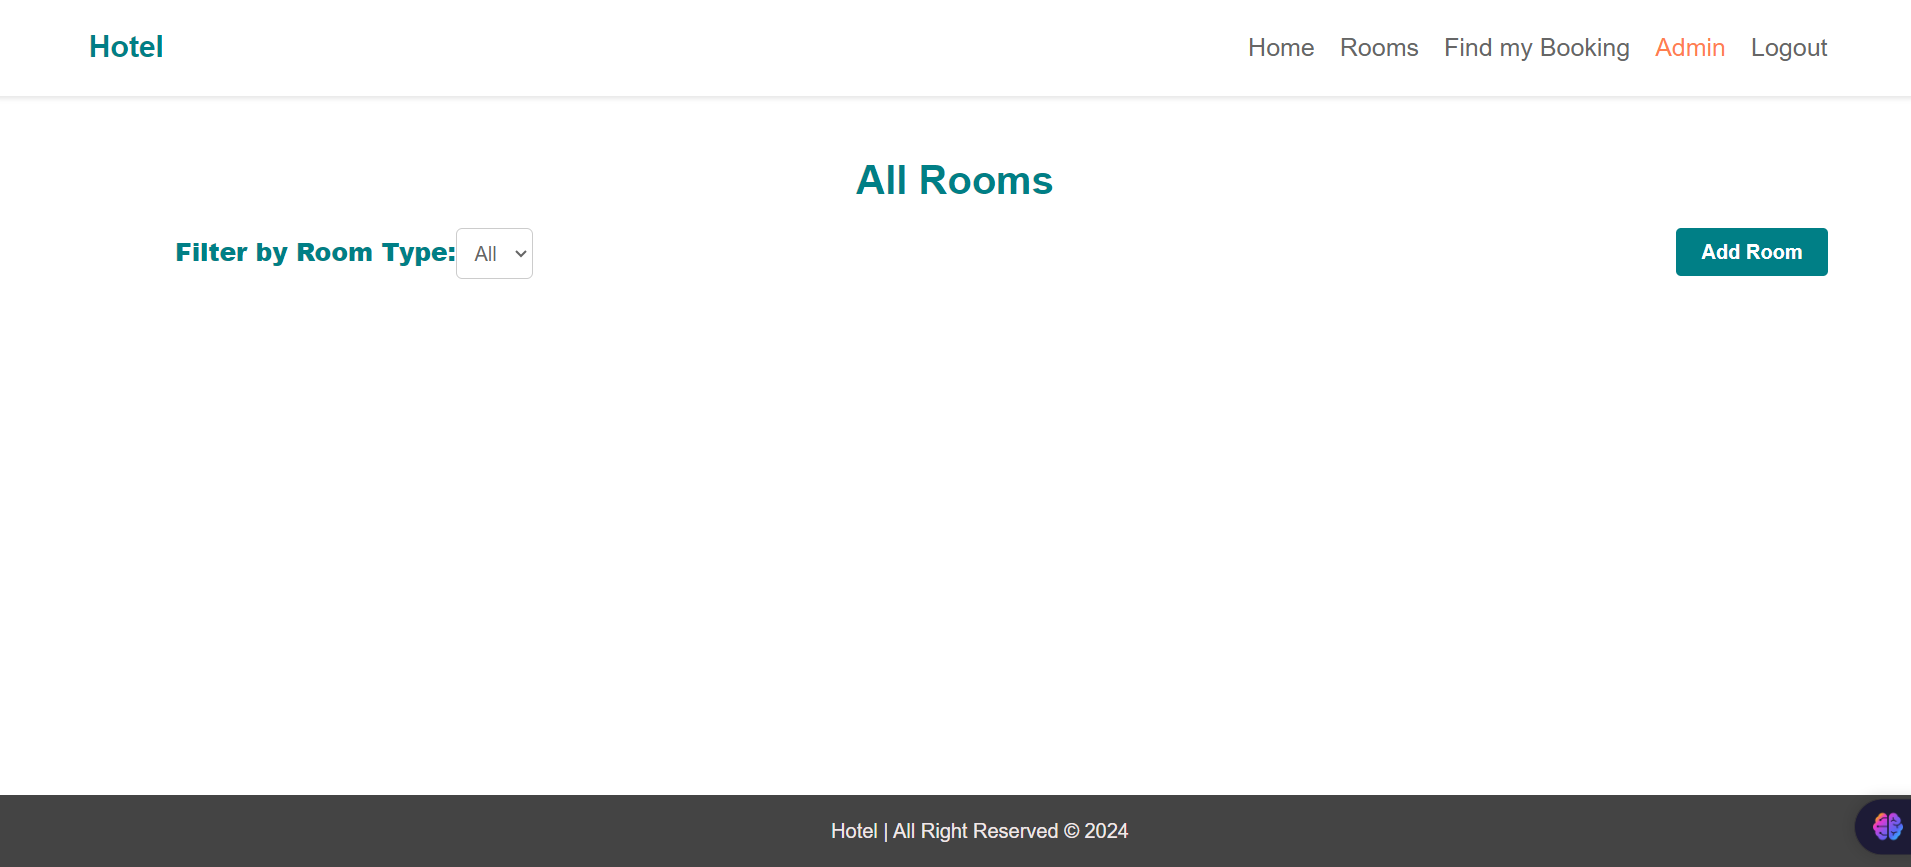 Hotel
Home Rooms Find my Booking Admin Logout
All Rooms
Filter by Room Type: All
Add Room
Hotel | All Right Reserved © 2024